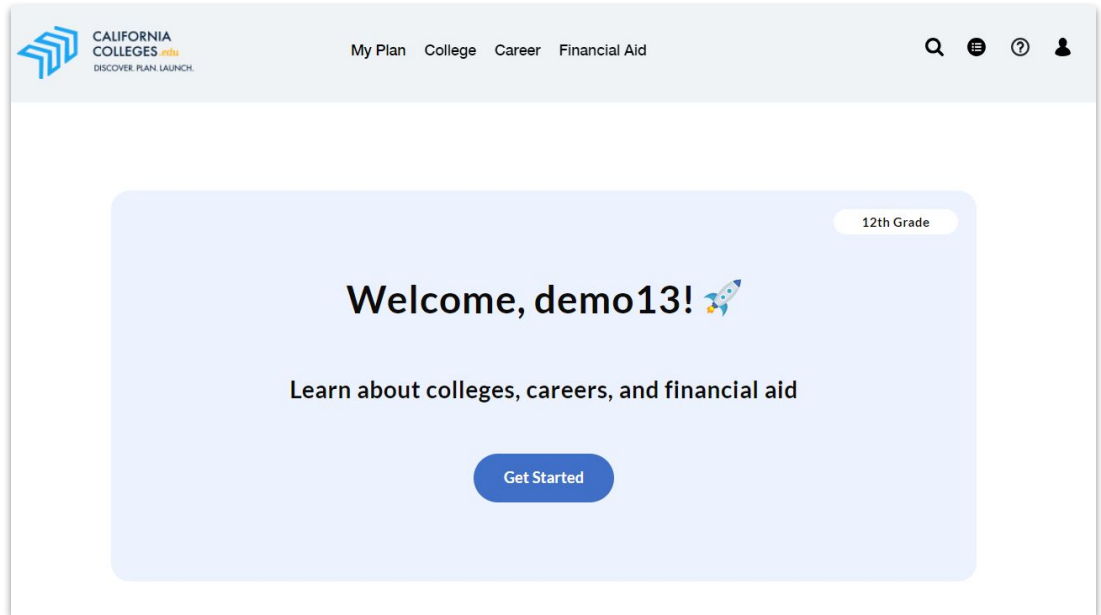 CALIFORNIA
COLLEGES.edu
DISCOVER. PLAN. LAUNCH.
My Plan College Career Financial Aid
12th Grade
Welcome, demo13! 🚀
Learn about colleges, careers, and financial aid
Get Started